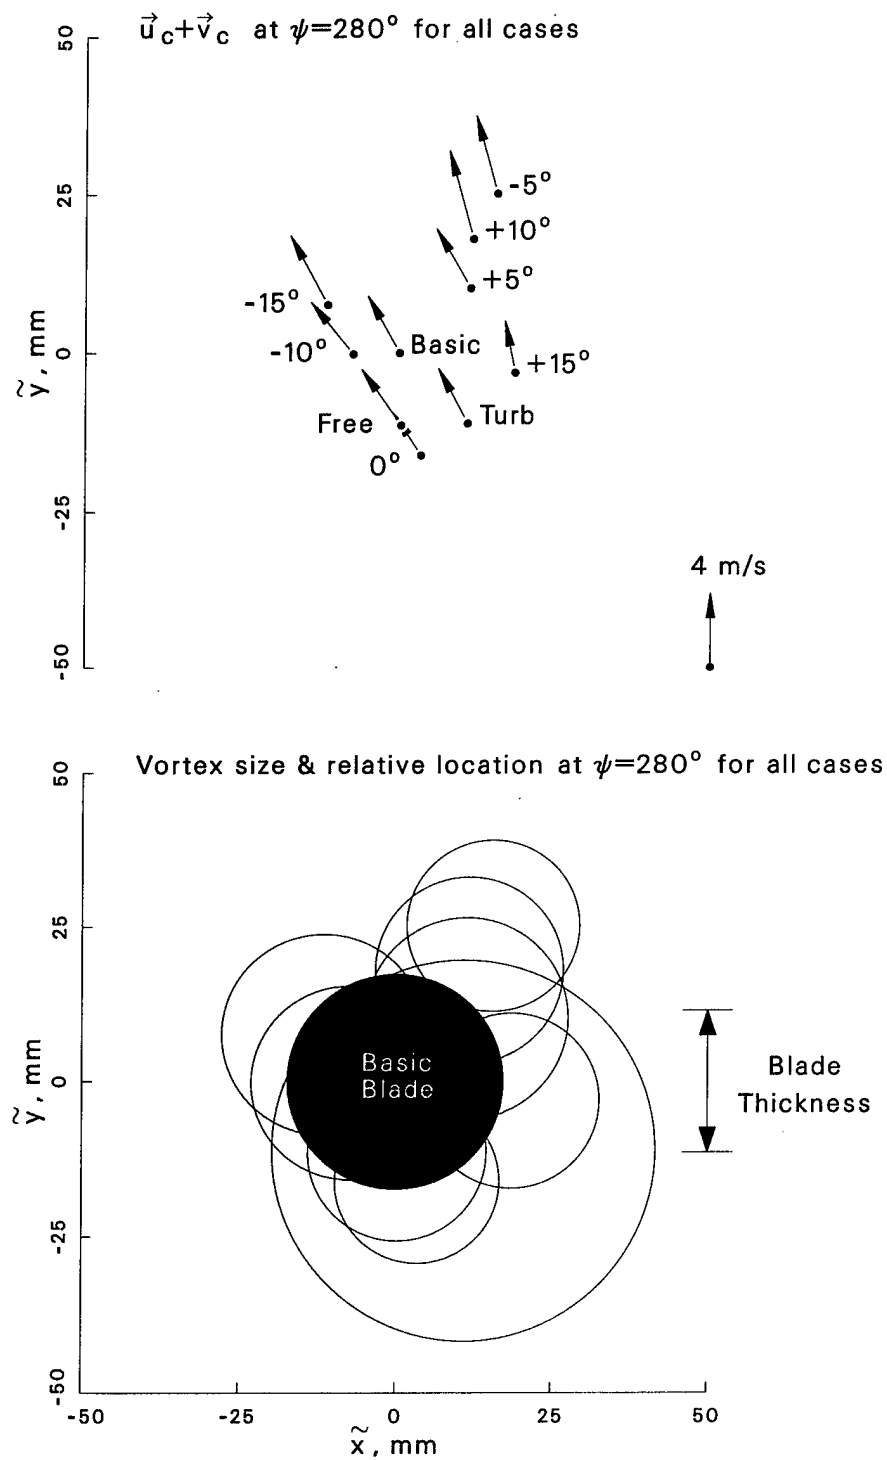 u⃗c+v⃗c at ψ=280° for all cases
50
25
0
-25
-50
ỹ, mm
-5°
+10°
+5°
-15°
-10°
Basic
+15°
Free
Turb
0°
4 m/s
Vortex size & relative location at ψ=280° for all cases
50
25
0
-25
-50
ỹ, mm
Basic
Blade
Blade
Thickness
-50
-25
0
25
50
x̃, mm